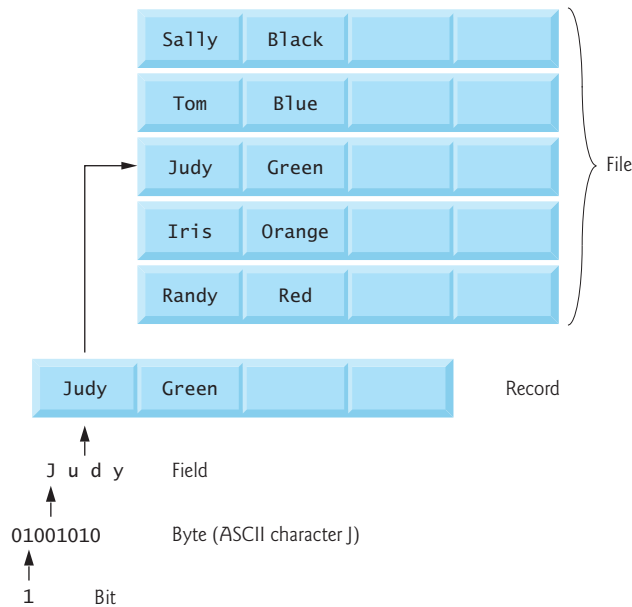 Sally Black
Tom Blue
Judy Green
File
Iris Orange
Randy Red
Judy Green Record
J u d y Field
01001010 Byte (ASCII character J)
1 Bit